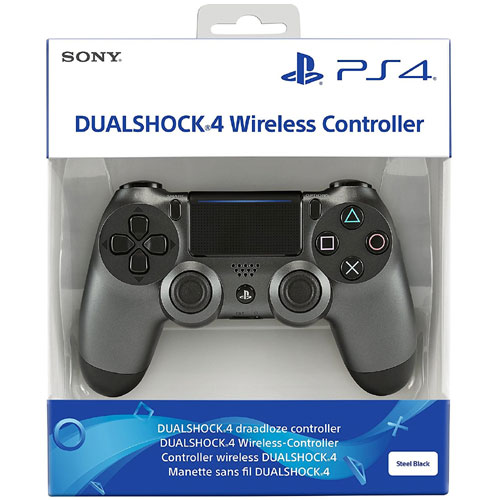 SONY
PS4
DUALSHOCK®4 Wireless Controller
DUALSHOCK®4 draadloze controller
DUALSHOCK®4 Wireless-Controller
Controller wireless DUALSHOCK®4
Manette sans fil DUALSHOCK®4
Steel Black